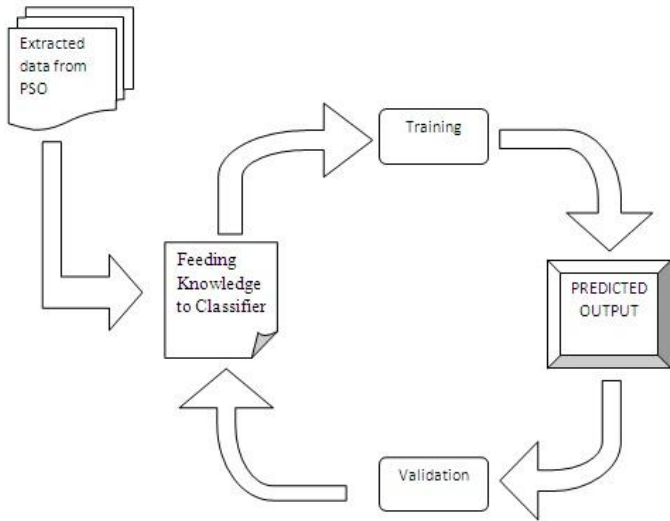 Extracted
data from
PSO
Training
Feeding
Knowledge
to Classifier
PREDICTED
OUTPUT
Validation